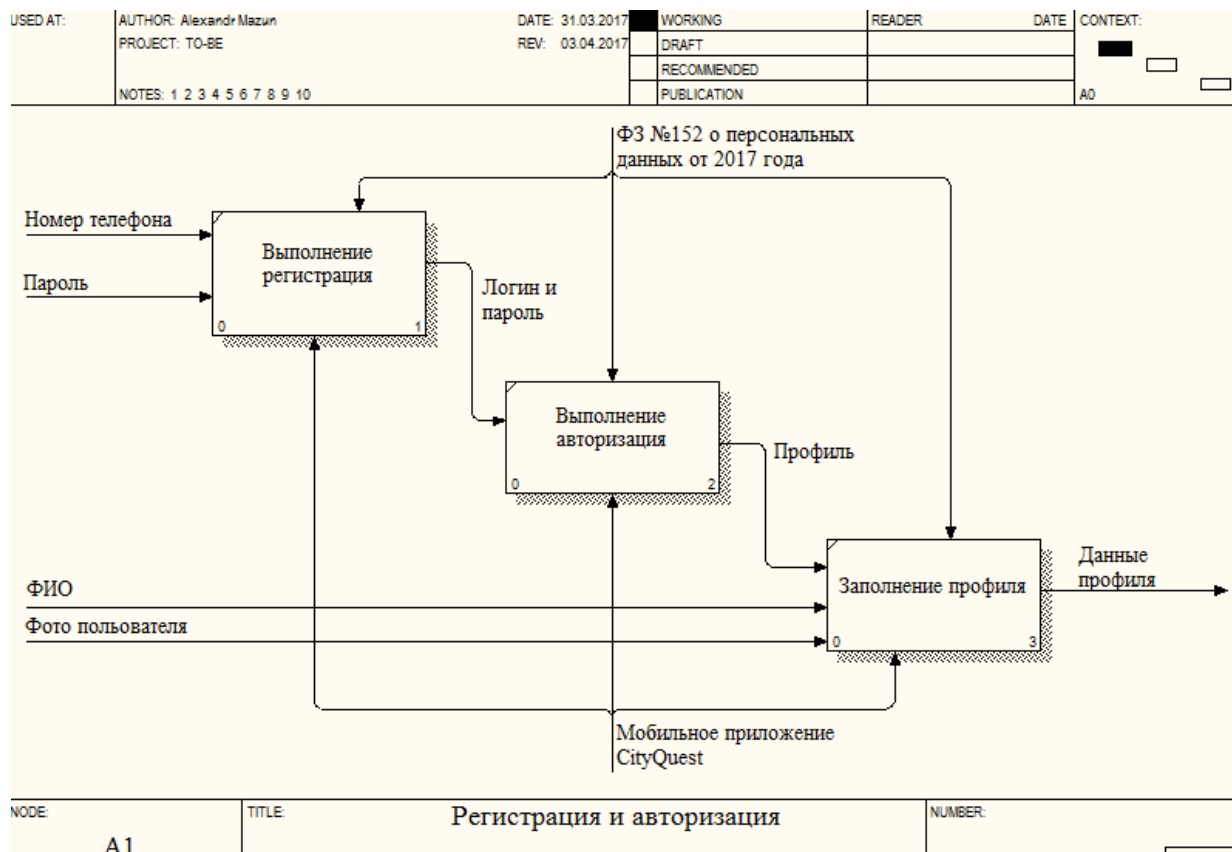 USED AT:
AUTHOR: Alexandr Mazun
DATE: 31.03.2017
WORKING
READER
DATE
CONTEXT:
PROJECT: TO-BE
REV: 03.04.2017
DRAFT
RECOMMENDED
NOTES: 1 2 3 4 5 6 7 8 9 10
PUBLICATION
A0
ФЗ №152 о персональных
данных от 2017 года
Номер телефона
Пароль
Выполнение
регистрация
0
1
Логин и
пароль
Выполнение
авторизация
0
2
Профиль
ФИО
Фото польователя
Заполнение профиля
0
3
Данные
профиля
Мобильное приложение
CityQuest
NODE:
A1
TITLE:
Регистрация и авторизация
NUMBER: